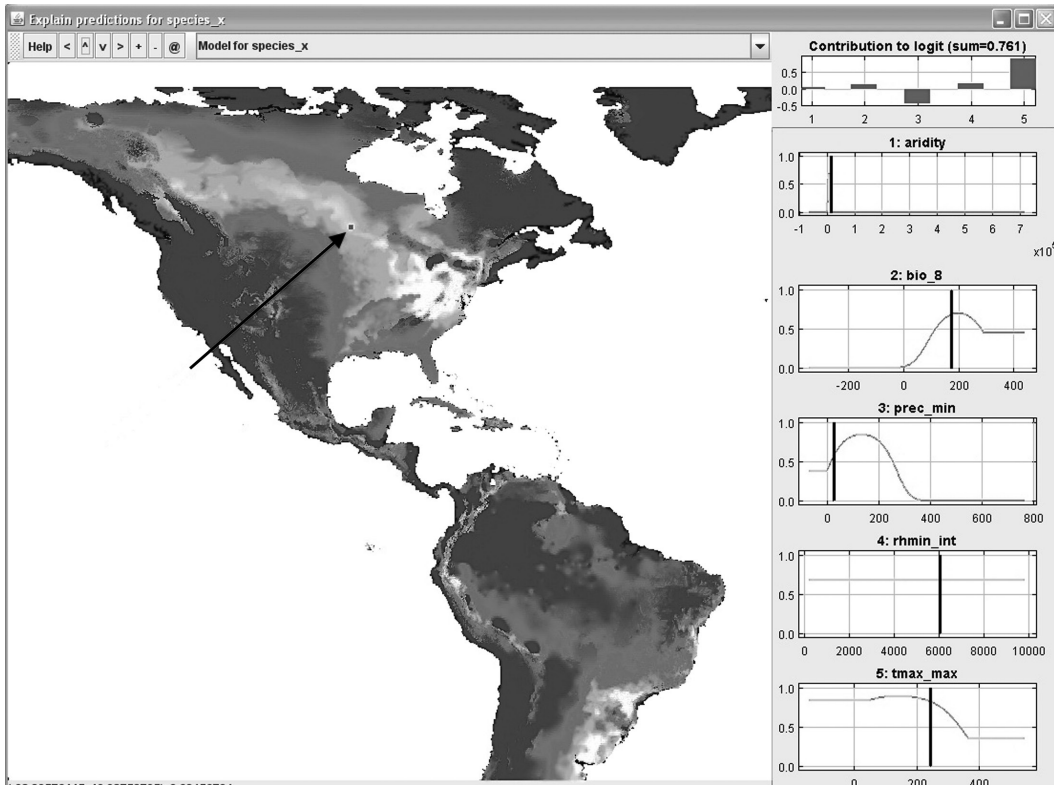 Explain predictions for species_x
Help < ^ v > + - @ Model for species_x
Contribution to logit (sum=0.761)
0.5
0.0
-0.5
1 2 3 4 5
1: aridity
1.0
0.5
0.0
-1 0 1 2 3 4 5 6 7
2: bio_8
1.0
0.5
0.0
-200 0 200 400
3: prec_min
1.0
0.5
0.0
0 200 400 600 800
4: rhmin_int
1.0
0.5
0.0
0 2000 4000 6000 8000 10000
5: tmax_max
1.0
0.5
0.0
0 400